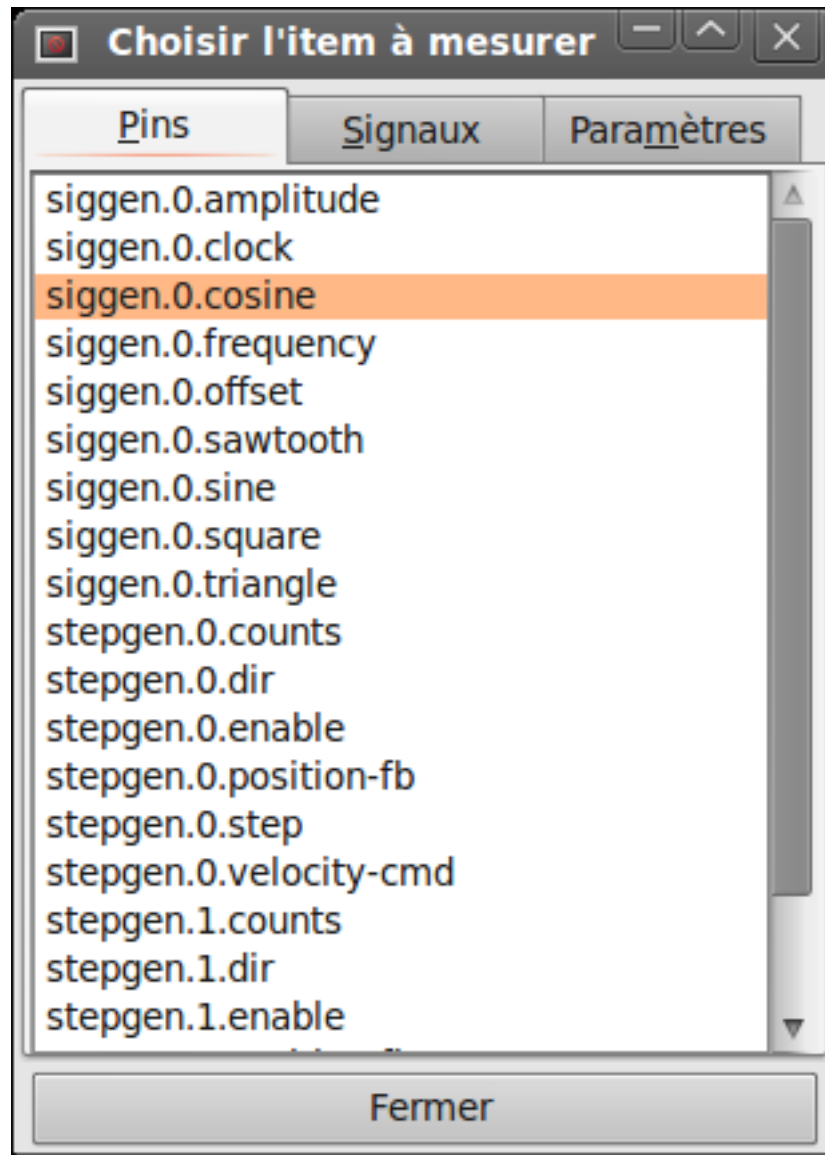 Choisir l'item à mesurer
Pins Signaux Paramètres
siggen.0.amplitude
siggen.0.clock
siggen.0.cosine
siggen.0.frequency
siggen.0.offset
siggen.0.sawtooth
siggen.0.sine
siggen.0.square
siggen.0.triangle
stepgen.0.counts
stepgen.0.dir
stepgen.0.enable
stepgen.0.position-fb
stepgen.0.step
stepgen.0.velocity-cmd
stepgen.1.counts
stepgen.1.dir
stepgen.1.enable
Fermer